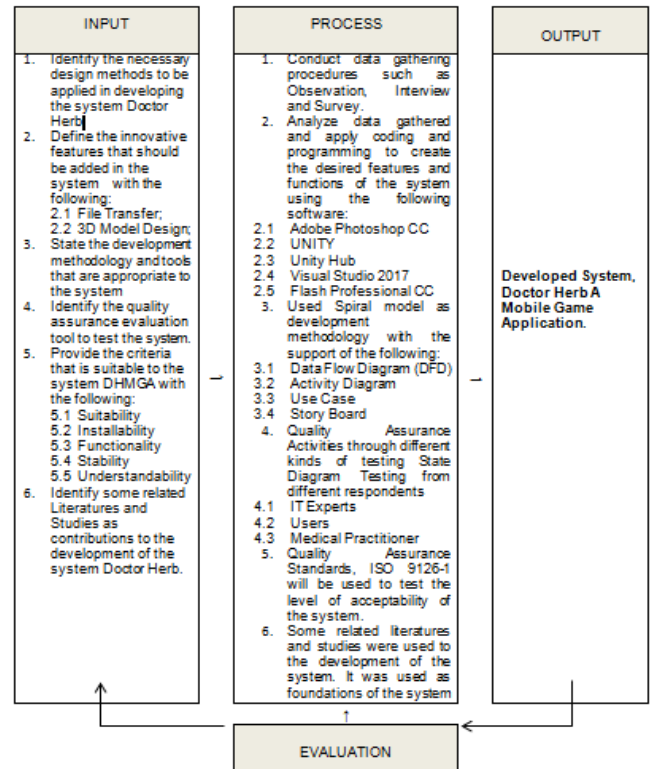 INPUT
1. Identify the necessary
design methods to be
applied in developing
the system Doctor
Herb
2. Define the innovative
features that should
be added in the
system with the
following:
2.1 File Transfer;
2.2 3D Model Design;
3. State the development
methodology and tools
that are appropriate to
the system
4. Identify the quality
assurance evaluation
tool to test the system.
5. Provide the criteria
that is suitable to the
system DHMGA with
the following:
5.1 Suitability
5.2 Installability
5.3 Functionality
5.4 Stability
5.5 Understandability
6. Identify some related
Literatures and
Studies as
contributions to the
development of the
system Doctor Herb.
PROCESS
1. Conduct data gathering
procedures such as
Observation, Interview
and Survey.
2. Analyze data gathered
and apply coding and
programming to create
the desired features and
functions of the system
using the following
software:
2.1 Adobe Photoshop CC
2.2 UNITY
2.3 Unity Hub
2.4 Visual Studio 2017
2.5 Flash Professional CC
3. Used Spiral model as
development
methodology with the
support of the following:
3.1 Data Flow Diagram (DFD)
3.2 Activity Diagram
3.3 Use Case
3.4 Story Board
4. Quality Assurance
Activities through different
kinds of testing State
Diagram Testing from
different respondents
4.1 IT Experts
4.2 Users
4.3 Medical Practitioner
5. Quality Assurance
Standards, ISO 9126-1
will be used to test the
level of acceptability of
the system.
6. Some related literatures
and studies were used to
the development of the
system. It was used as
foundations of the system
OUTPUT
Developed System,
Doctor Herb A
Mobile Game
Application.
EVALUATION